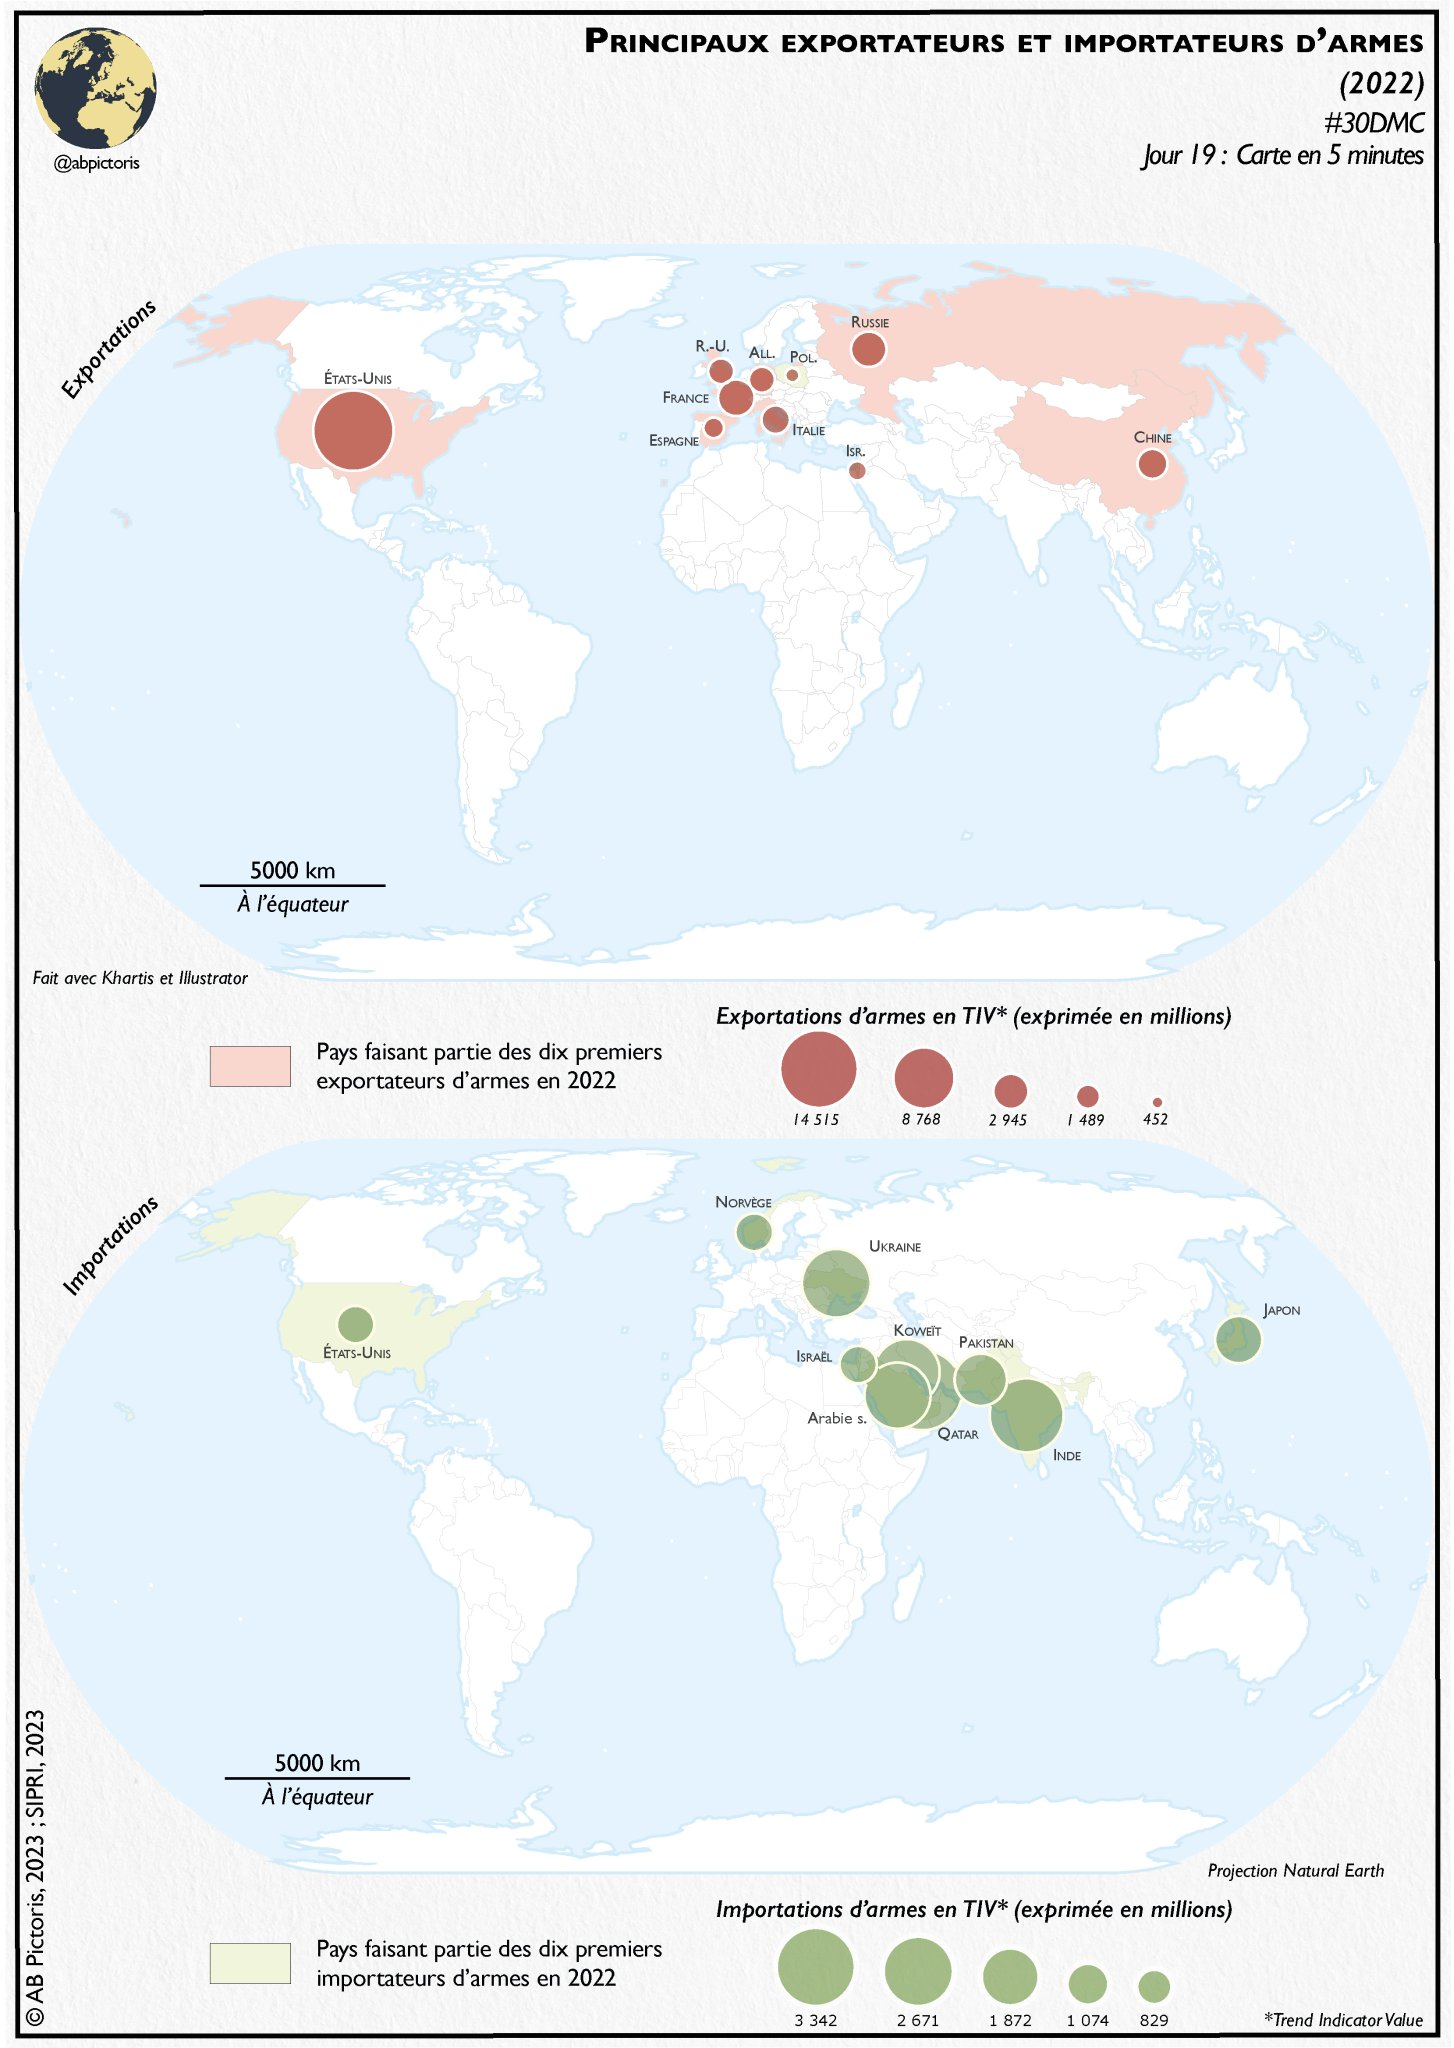 Principaux exportateurs et importateurs d'armes
(2022)
#30DMC
Jour 19 : Carte en 5 minutes
@abpictoris
Exportations
États-Unis
R.-U.
All.
Pol.
Russie
France
Espagne
Italie
Isr.
Chine
5000 km
À l'équateur
Fait avec Khartis et Illustrator
Pays faisant partie des dix premiers
exportateurs d'armes en 2022
Exportations d'armes en TIV* (exprimée en millions)
14 515
8 768
2 945
1 489
452
Importations
Norvège
Ukraine
Japon
Koweït
Pakistan
Israël
États-Unis
Arabie s.
Qatar
Inde
5000 km
À l'équateur
Projection Natural Earth
Pays faisant partie des dix premiers
importateurs d'armes en 2022
Importations d'armes en TIV* (exprimée en millions)
3 342
2 671
1 872
1 074
829
*Trend Indicator Value
© AB Pictoris, 2023 ; SIPRI, 2023